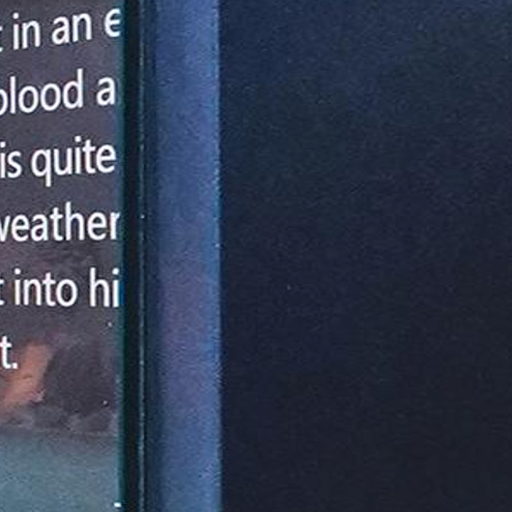 in an
blood a
is quite
weather
into hi
t.